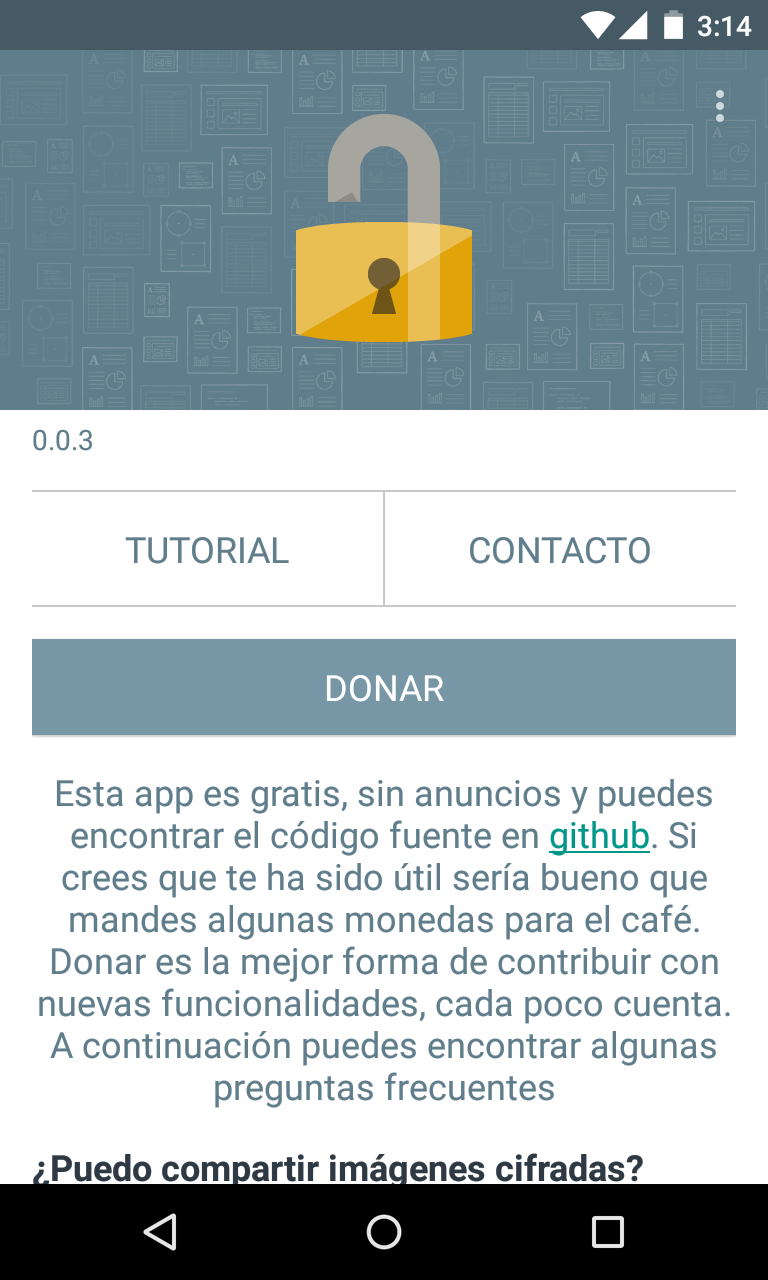 3:14
0.0.3
TUTORIAL
CONTACTO
DONAR
Esta app es gratis, sin anuncios y puedes
encontrar el código fuente en github. Si
crees que te ha sido útil sería bueno que
mandes algunas monedas para el café.
Donar es la mejor forma de contribuir con
nuevas funcionalidades, cada poco cuenta.
A continuación puedes encontrar algunas
preguntas frecuentes
¿Puedo compartir imágenes cifradas?